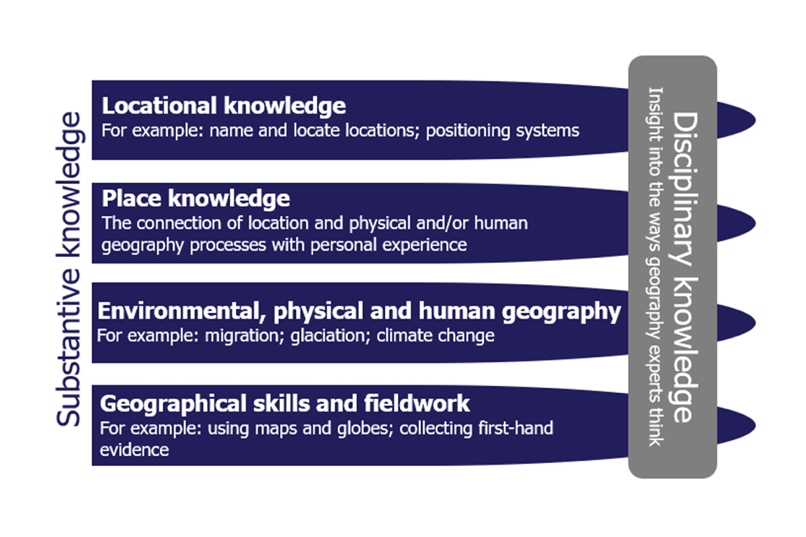 Substantive knowledge
Locational knowledge
For example: name and locate locations; positioning systems
Place knowledge
The connection of location and physical and/or human
geography processes with personal experience
Environmental, physical and human geography
For example: migration; glaciation; climate change
Geographical skills and fieldwork
For example: using maps and globes; collecting first-hand
evidence
Disciplinary knowledge
Insight into the ways geography experts think